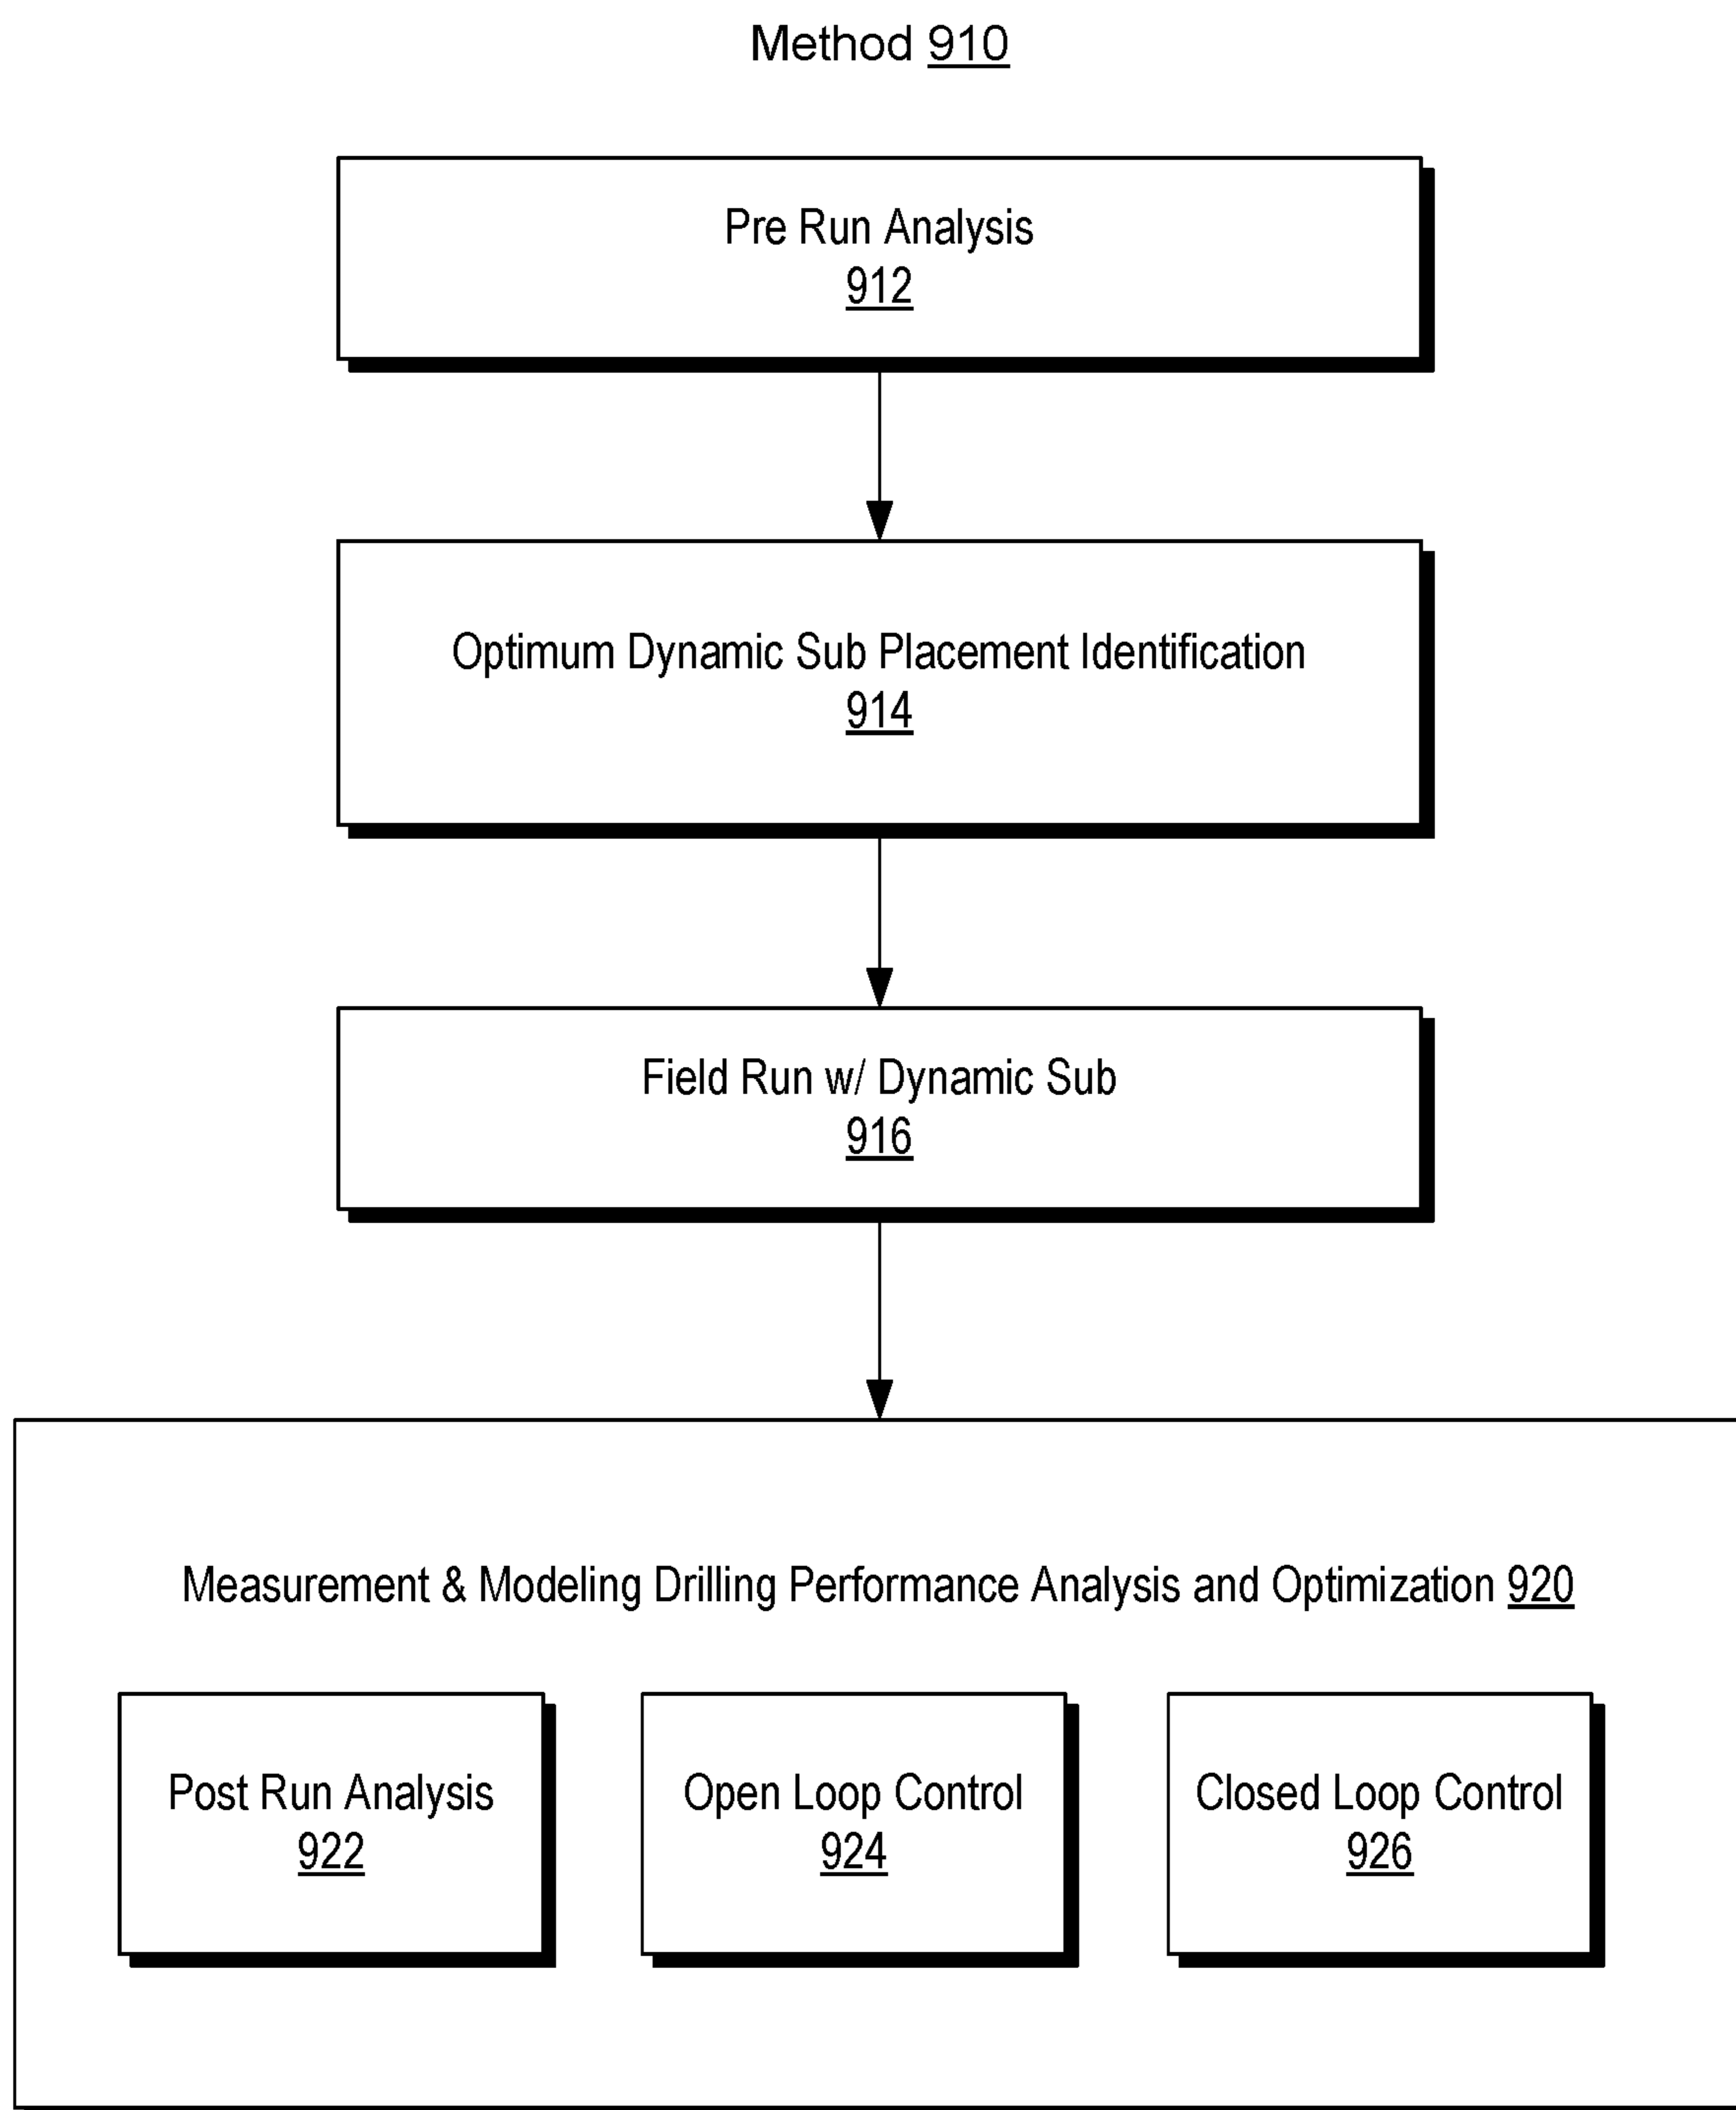 Method 910
Pre Run Analysis
912
Optimum Dynamic Sub Placement Identification
914
Field Run w/ Dynamic Sub
916
Measurement & Modeling Drilling Performance Analysis and Optimization 920
Post Run Analysis
922
Open Loop Control
924
Closed Loop Control
926